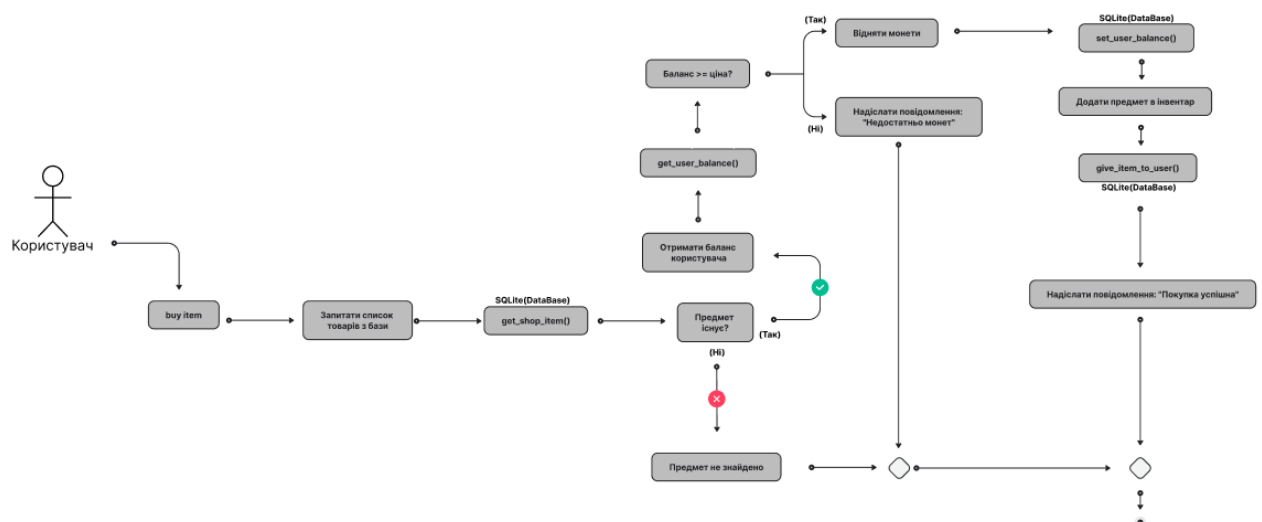 Користувач
buy item
Запитати список
товарів з бази
SQLite(DataBase)
get_shop_item()
Предмет
існує?
(Так)
(Ні)
Предмет не знайдено
Отримати баланс
користувача
get_user_balance()
Баланс >= ціна?
(Так)
Відняти монети
(Ні)
Надіслати повідомлення:
"Недостатньо монет"
SQLite(DataBase)
set_user_balance()
Додати предмет в інвентар
give_item_to_user()
SQLite(DataBase)
Надіслати повідомлення: "Покупка успішна"